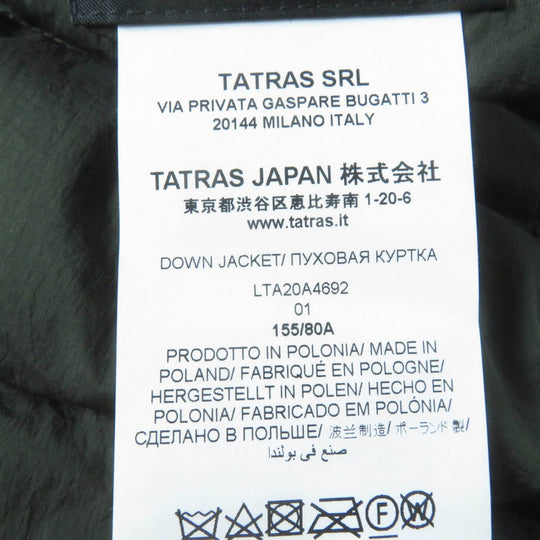 TATRAS SRL
VIA PRIVATA GASPARE BUGATTI 3
20144 MILANO ITALY
TATRAS JAPAN 株式会社
東京都渋谷区恵比寿南 1-20-6
www.tatras.it
DOWN JACKET/ ПУХОВАЯ КУРТКА
LTA20A4692
01
155/80A
PRODOTTO IN POLONIA/ MADE IN
POLAND/ FABRIQUÉ EN POLOGNE/
HERGESTELLT IN POLEN/ HECHO EN
POLONIA/ FABRICADO EM POLÓNIA/
СДЕЛАНО В ПОЛЬШЕ/ 波兰制造/ ポーランド 製/
صنع في بولندا
F W